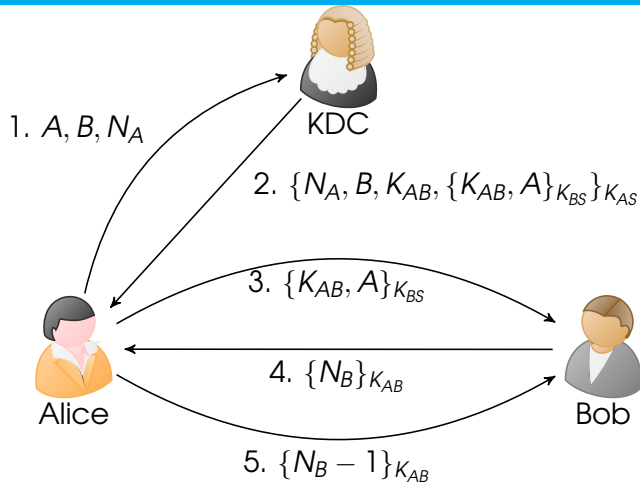 KDC
1. A, B, N_A
2. {N_A, B, K_AB, {K_AB, A}_K_BS}_K_AS
3. {K_AB, A}_K_BS
4. {N_B}_K_AB
Alice
Bob
5. {N_B − 1}_K_AB